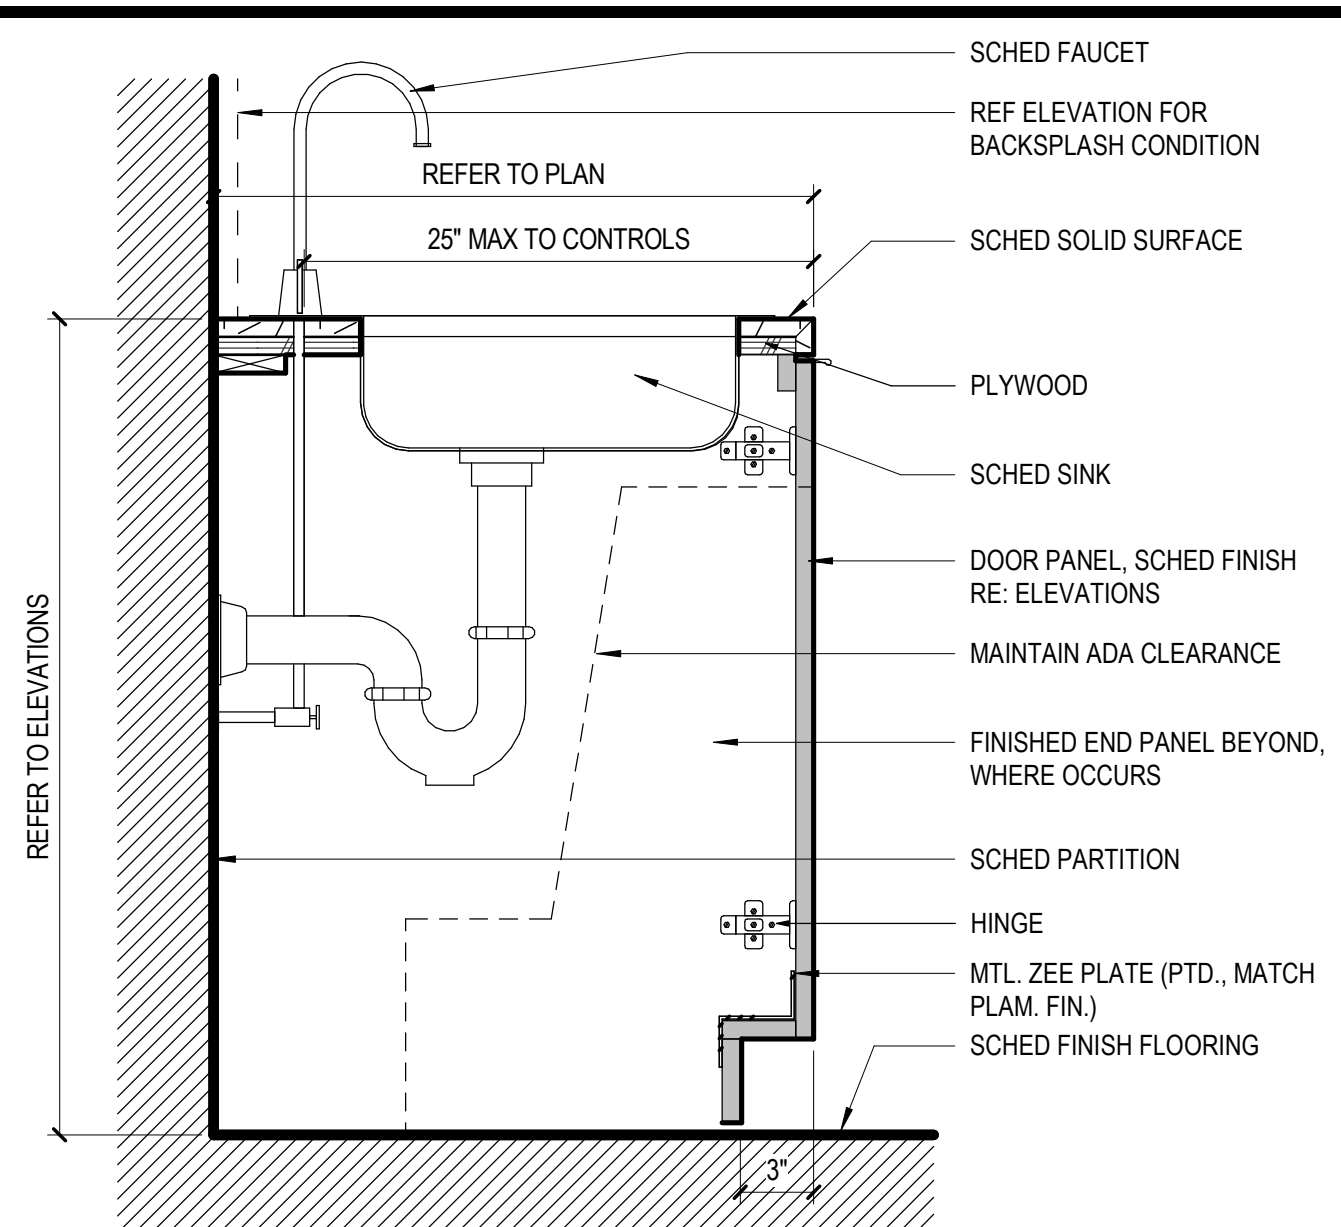 SCHED FAUCET
REF ELEVATION FOR
BACKSPLASH CONDITION
REFER TO PLAN
25" MAX TO CONTROLS
SCHED SOLID SURFACE
PLYWOOD
SCHED SINK
DOOR PANEL, SCHED FINISH
RE: ELEVATIONS
MAINTAIN ADA CLEARANCE
REFER TO ELEVATIONS
FINISHED END PANEL BEYOND,
WHERE OCCURS
SCHED PARTITION
HINGE
MTL. ZEE PLATE (PTD., MATCH
PLAM. FIN.)
SCHED FINISH FLOORING
3"